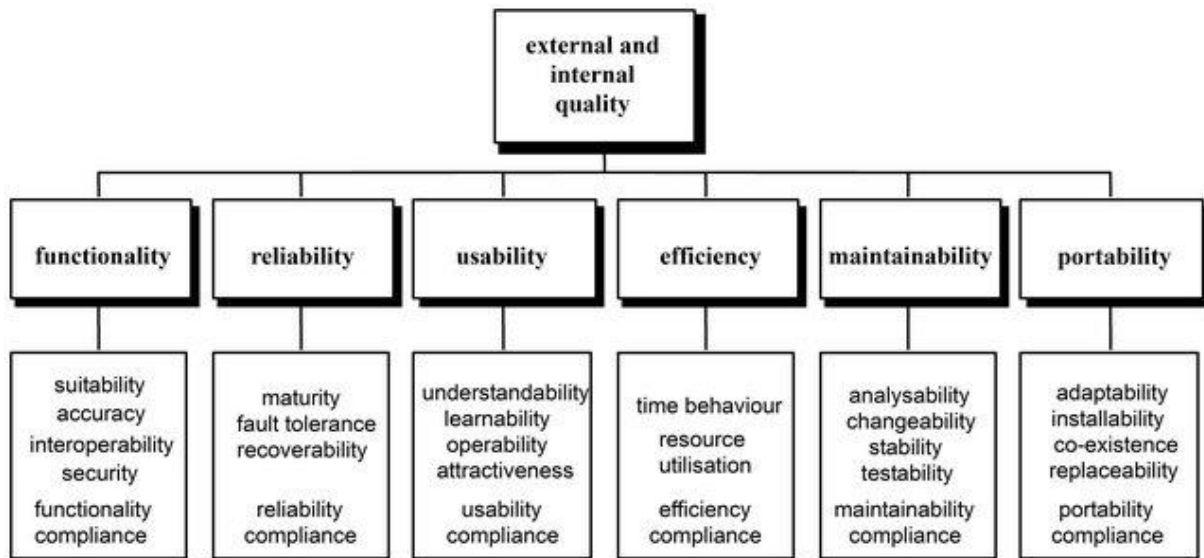 external and
internal
quality
functionality
reliability
usability
efficiency
maintainability
portability
suitability
accuracy
interoperability
security
functionality
compliance
maturity
fault tolerance
recoverability
reliability
compliance
understandability
learnability
operability
attractiveness
usability
compliance
time behaviour
resource
utilisation
efficiency
compliance
analysability
changeability
stability
testability
maintainability
compliance
adaptability
installability
co-existence
replaceability
portability
compliance